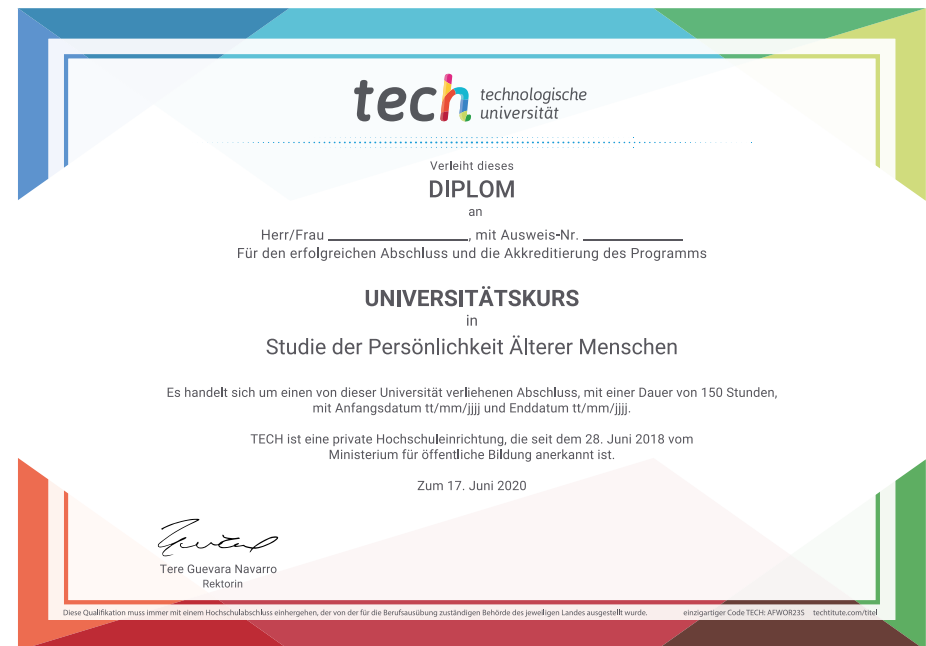 tech technologische
universität
Verleiht dieses
DIPLOM
an
Herr/Frau ____________________, mit Ausweis-Nr. ______________
Für den erfolgreichen Abschluss und die Akkreditierung des Programms
UNIVERSITÄTSKURS
in
Studie der Persönlichkeit Älterer Menschen
Es handelt sich um einen von dieser Universität verliehenen Abschluss, mit einer Dauer von 150 Stunden,
mit Anfangsdatum tt/mm/jjjj und Enddatum tt/mm/jjjj.
TECH ist eine private Hochschuleinrichtung, die seit dem 28. Juni 2018 vom
Ministerium für öffentliche Bildung anerkannt ist.
Zum 17. Juni 2020
Tere Guevara Navarro
Rektorin
Diese Qualifikation muss immer mit einem Hochschulabschluss einhergehen, der von der für die Berufsausübung zuständigen Behörde des jeweiligen Landes ausgestellt wurde. einzigartiger Code TECH: AFWOR23S techtitute.com/titel